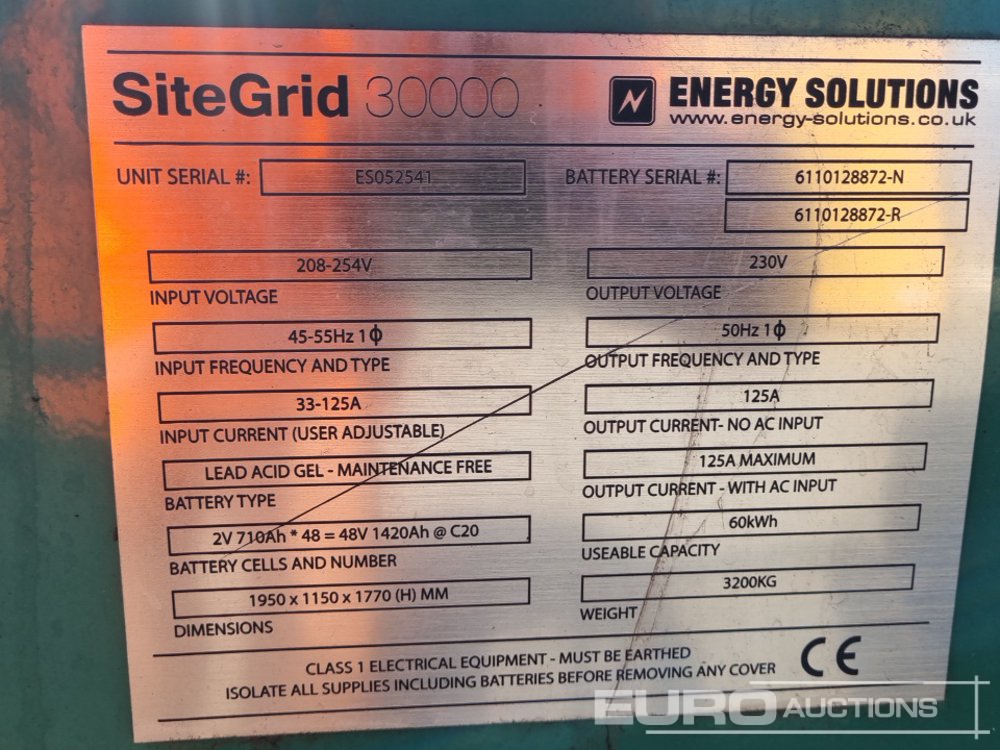 SiteGrid 30000
ENERGY SOLUTIONS
www.energy-solutions.co.uk
UNIT SERIAL #: ES052541
BATTERY SERIAL #: 6110128872-N
6110128872-R
208-254V
INPUT VOLTAGE
230V
OUTPUT VOLTAGE
45-55Hz 1ϕ
INPUT FREQUENCY AND TYPE
50Hz 1ϕ
OUTPUT FREQUENCY AND TYPE
33-125A
INPUT CURRENT (USER ADJUSTABLE)
125A
OUTPUT CURRENT- NO AC INPUT
LEAD ACID GEL - MAINTENANCE FREE
BATTERY TYPE
125A MAXIMUM
OUTPUT CURRENT - WITH AC INPUT
2V 710Ah * 48 = 48V 1420Ah @ C20
BATTERY CELLS AND NUMBER
60kWh
USEABLE CAPACITY
1950 x 1150 x 1770 (H) MM
DIMENSIONS
3200KG
WEIGHT
CLASS 1 ELECTRICAL EQUIPMENT - MUST BE EARTHED
ISOLATE ALL SUPPLIES INCLUDING BATTERIES BEFORE REMOVING ANY COVER
CE
EURO AUCTIONS